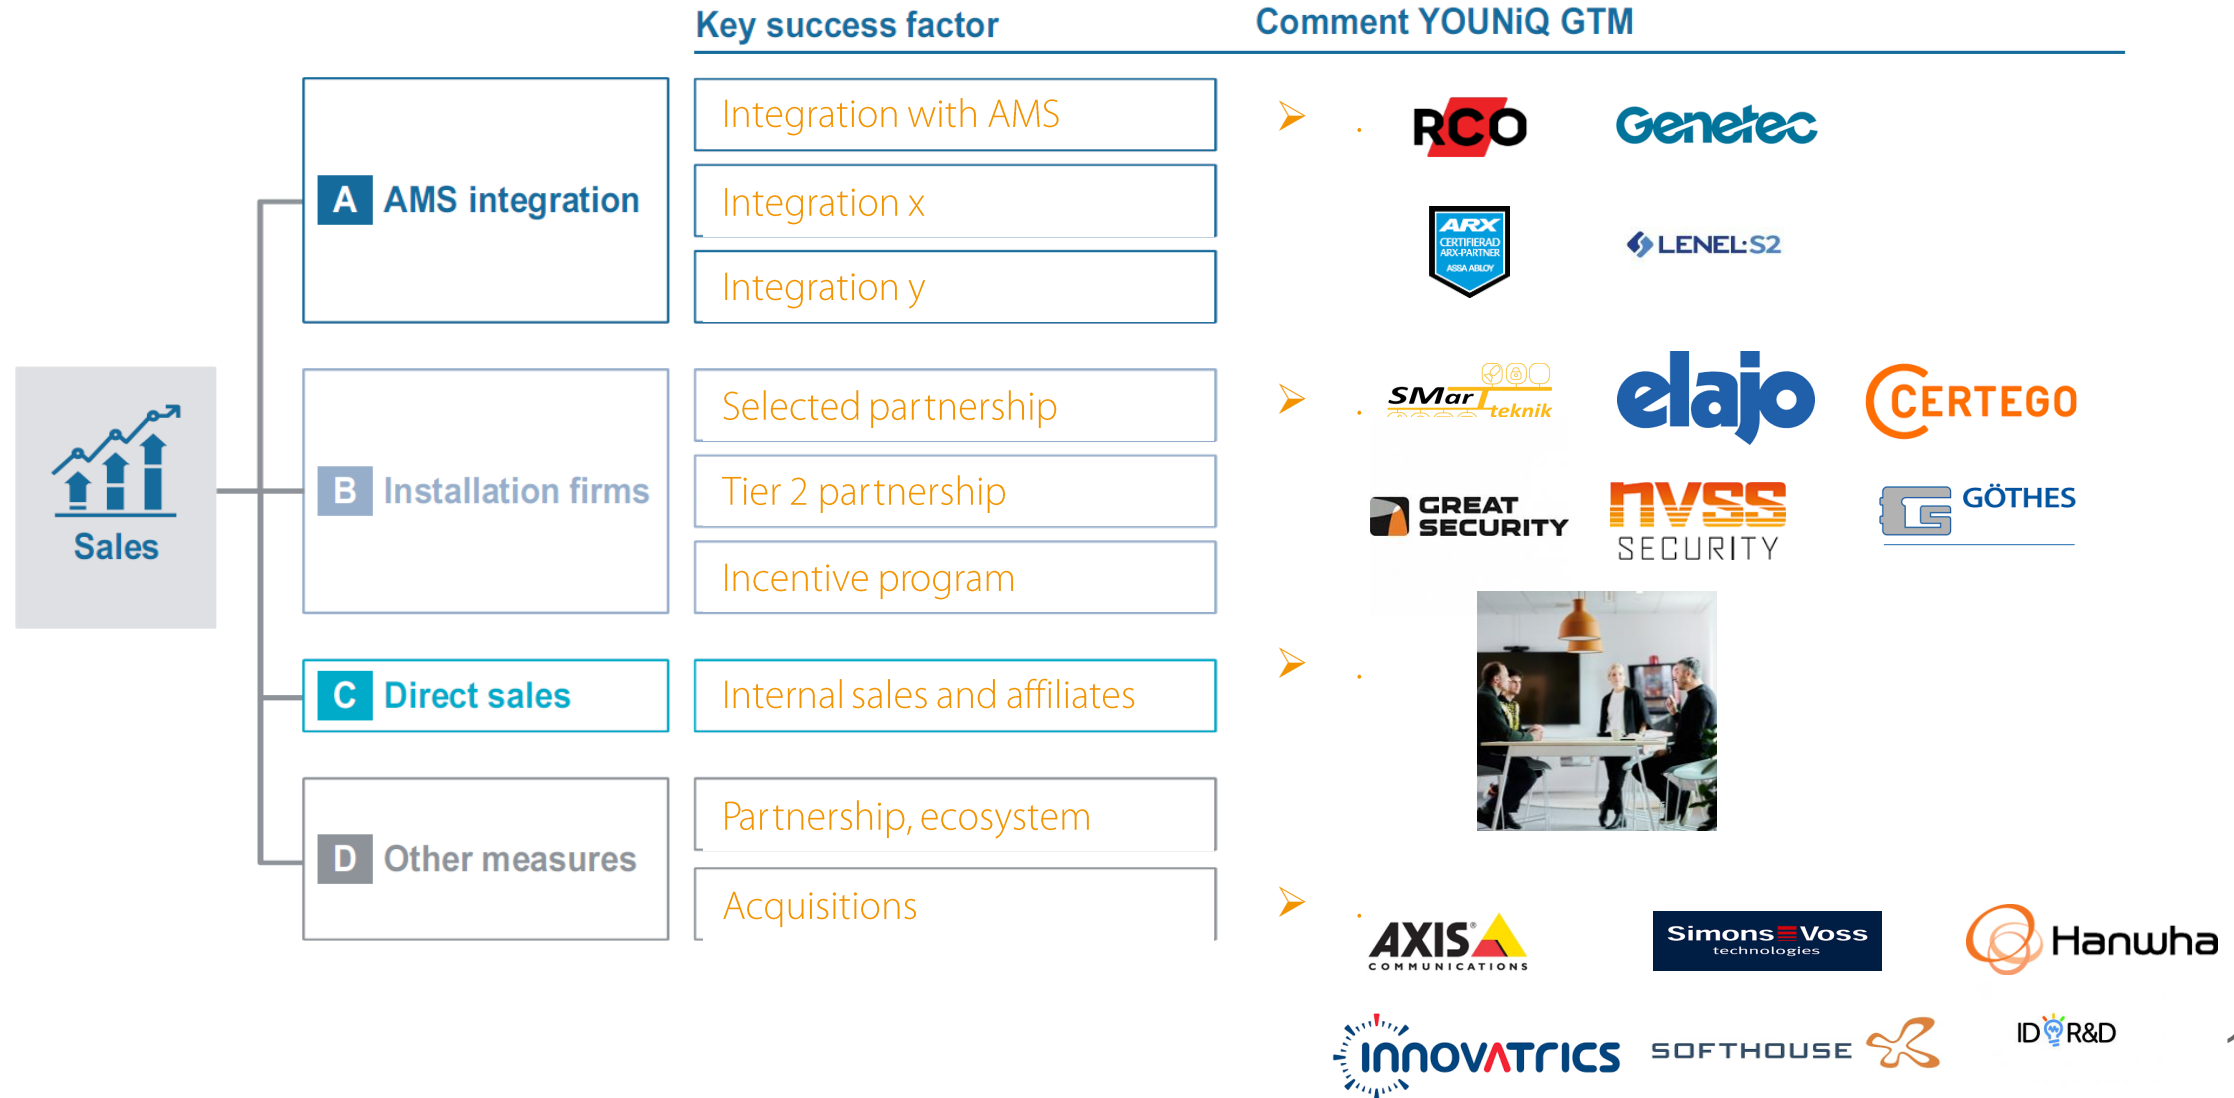 Key success factor
Comment YOUNiQ GTM
A AMS integration
Integration with AMS
Integration x
Integration y
RCO
Genetec
ARX
CERTIFIERAD
ARX-PARTNER
ASSA ABLOY
LENEL·S2
Sales
B Installation firms
Selected partnership
Tier 2 partnership
Incentive program
SMarT
teknik
elajo
CERTEGO
GREAT
SECURITY
NVSS
SECURITY
GÖTHES
C Direct sales
Internal sales and affiliates
D Other measures
Partnership, ecosystem
Acquisitions
AXIS®
COMMUNICATIONS
Simons Voss
technologies
Hanwha
INNOVATRICS
SOFTHOUSE
ID R&D